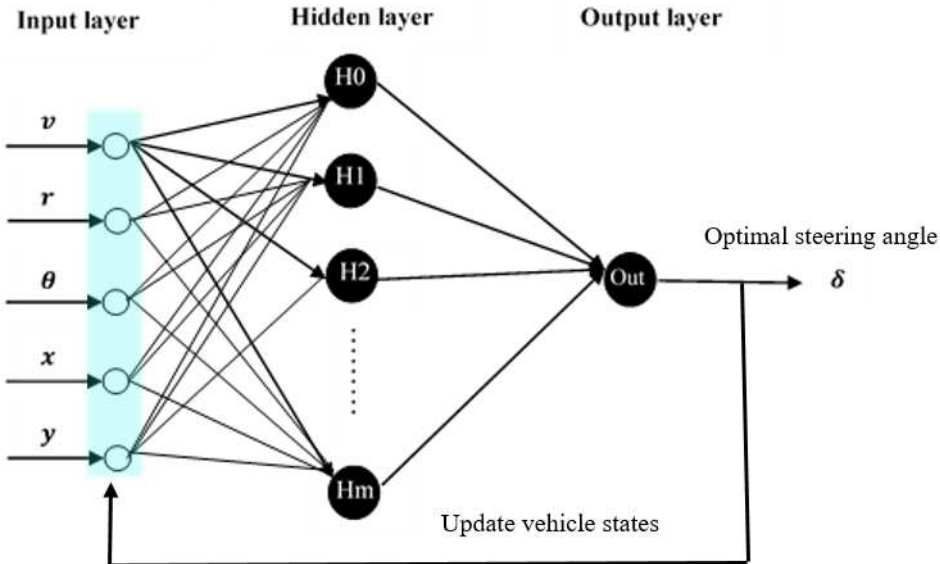 Input layer
Hidden layer
Output layer
v
r
θ
x
y
H0
H1
H2
Hm
Out
Optimal steering angle
δ
Update vehicle states